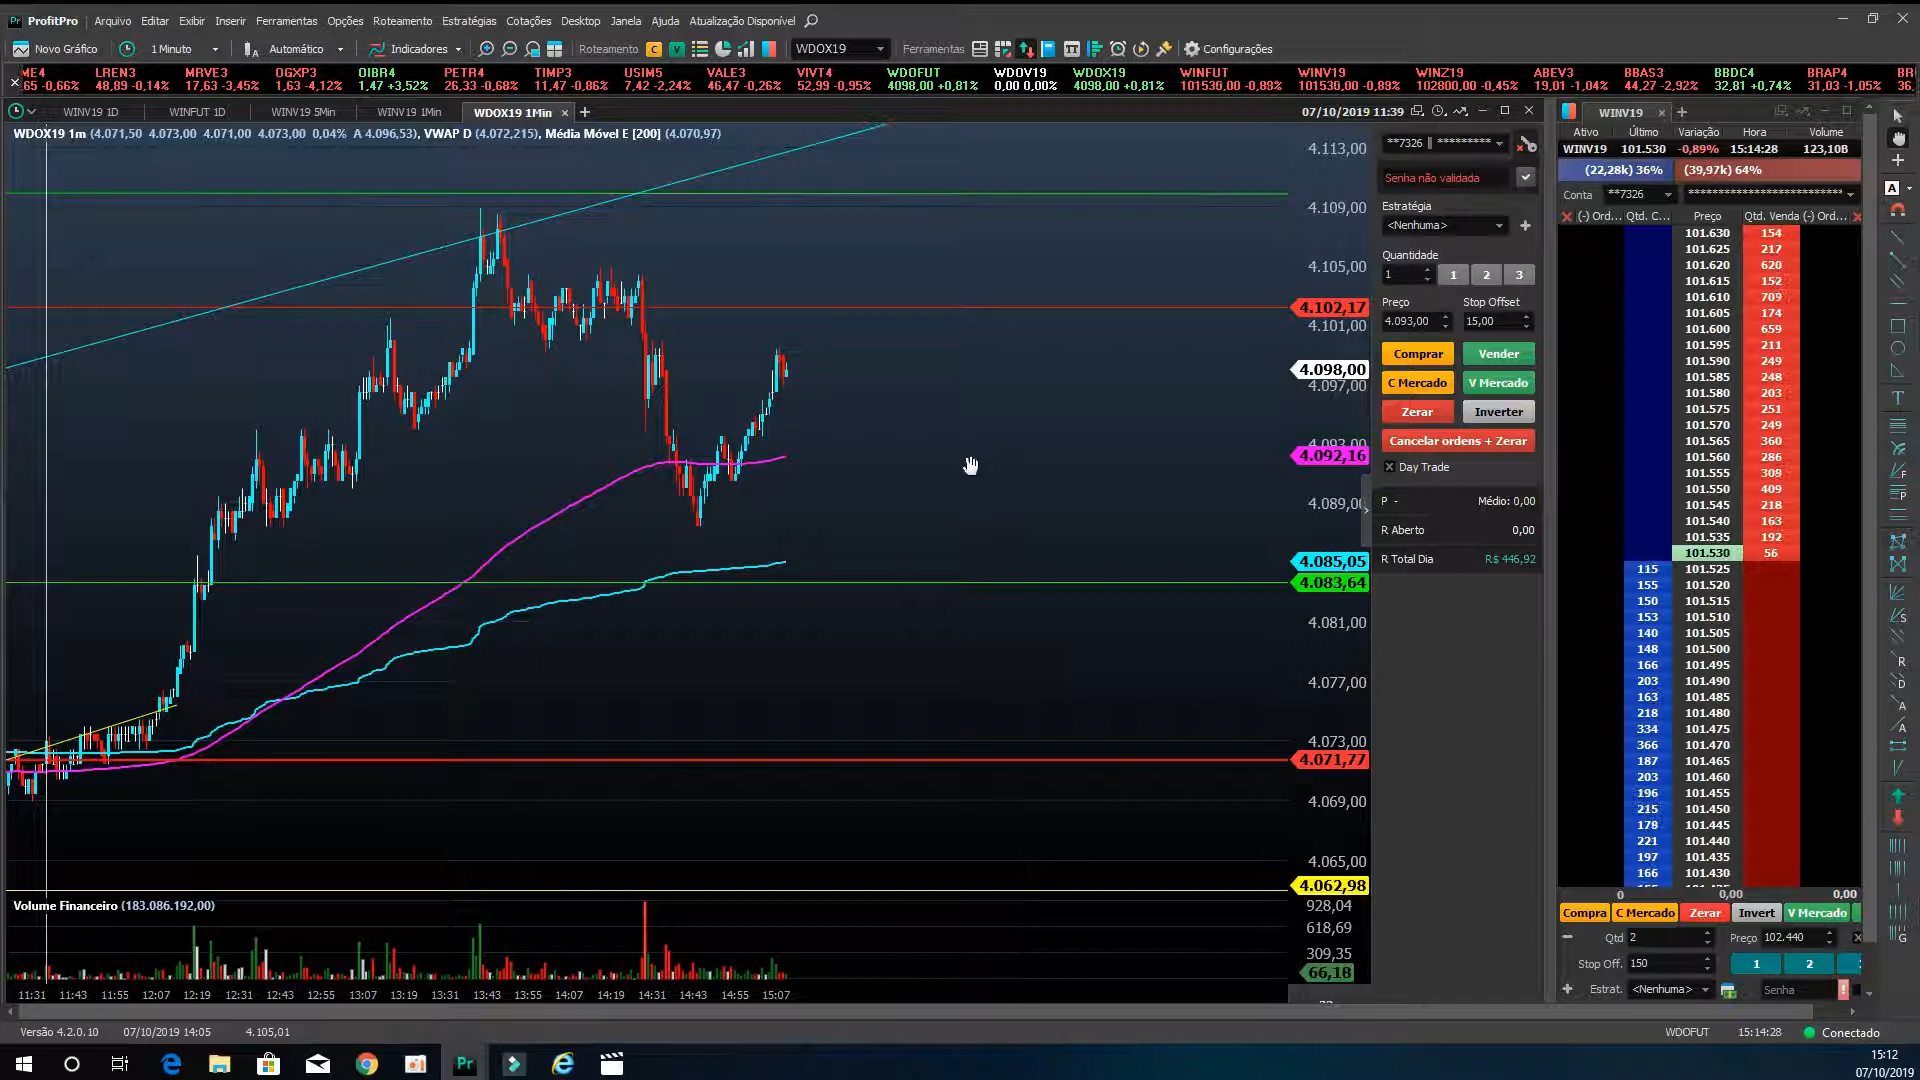 ProfitPro Arquivo Editar Exibir Inserir Ferramentas Opções Roteamento Estratégias Cotações Desktop Janela Ajuda Atualização Disponível
Novo Gráfico 1 Minuto Automático Indicadores Roteamento C V WDOX19 Ferramentas Configurações
ME4 LREN3 MRVE3 OGXP3 OIBR4 PETR4 TIMP3 USIM5 VALE3 VIVT4 WDOFUT WDOV19 WDOX19 WINFUT WINV19 WINZ19 ABEV3 BBAS3 BBDC4 BRAP4 BR
65 -0,66% 48,89 -0,14% 17,63 -3,45% 1,63 -4,12% 1,47 +3,52% 26,33 -0,68% 11,47 -0,86% 7,42 -2,24% 46,47 -0,26% 52,99 -0,95% 4098,00 +0,81% 0,00 0,00% 4098,00 +0,81% 101536,00 -0,89% 101536,00 -0,89% 102800,00 -0,45% 19,01 -1,04% 44,27 -2,92% 32,81 +0,74% 31,03 -1,05% 36,
WINV19 1D WINFUT 1D WINV19 5Min WINV19 1Min WDOX19 1Min 07/10/2019 11:39
WDOX19 1m (4.071,50 4.073,00 4.071,00 4.073,00 0,04% A 4.096,53), VWAP D (4.072,215), Média Móvel E [200] (4.070,97)
4.113,00
4.109,00
4.105,00
4.102,17
4.101,00
4.098,00
4.097,00
4.093,00
4.092,16
4.089,00
4.085,05
4.083,64
4.081,00
4.077,00
4.073,00
4.071,77
4.069,00
4.065,00
4.062,98
Volume Financeiro (183.086.192,00)
928,04
618,69
309,35
66,18
11:31 11:43 11:55 12:07 12:19 12:31 12:43 12:55 13:07 13:19 13:31 13:43 13:55 14:07 14:19 14:31 14:43 14:55 15:07
**7326 *********
Senha não validada
Estratégia
<Nenhuma>
Quantidade
1 1 2 3
Preço Stop Offset
4.093,00 15,00
Comprar Vender
C Mercado V Mercado
Zerar Inverter
Cancelar ordens + Zerar
Day Trade
P - Médio: 0,00
R Aberto 0,00
R Total Dia R$ 446,92
WINV19
Ativo Último Variação Hora Volume
WINV19 101.530 -0,89% 15:14:28 123,10B
(22,28k) 36% (39,97k) 64%
Conta **7326
(-) Ord... Qtd. C... Preço Qtd. Venda (-) Ord...
101.630 154
101.625 217
101.620 620
101.615 152
101.610 709
101.605 174
101.600 659
101.595 211
101.590 249
101.585 248
101.580 203
101.575 251
101.570 249
101.565 360
101.560 286
101.555 309
101.550 409
101.545 218
101.540 163
101.535 192
101.530 56
115 101.525
155 101.520
150 101.515
153 101.510
140 101.505
148 101.500
166 101.495
203 101.490
163 101.485
218 101.480
334 101.475
366 101.470
187 101.465
203 101.460
196 101.455
215 101.450
178 101.445
221 101.440
197 101.435
166 101.430
0 0,00 0,00
Compra C Mercado Zerar Invert V Mercado
Qtd 2 Preço 102.440
Stop Off. 150 1 2
Estrat. <Nenhuma> Senha
Versão 4.2.0.10 07/10/2019 14:05 4.105,01 WDOFUT 15:14:28 Conectado
Pr
15:12
07/10/2019